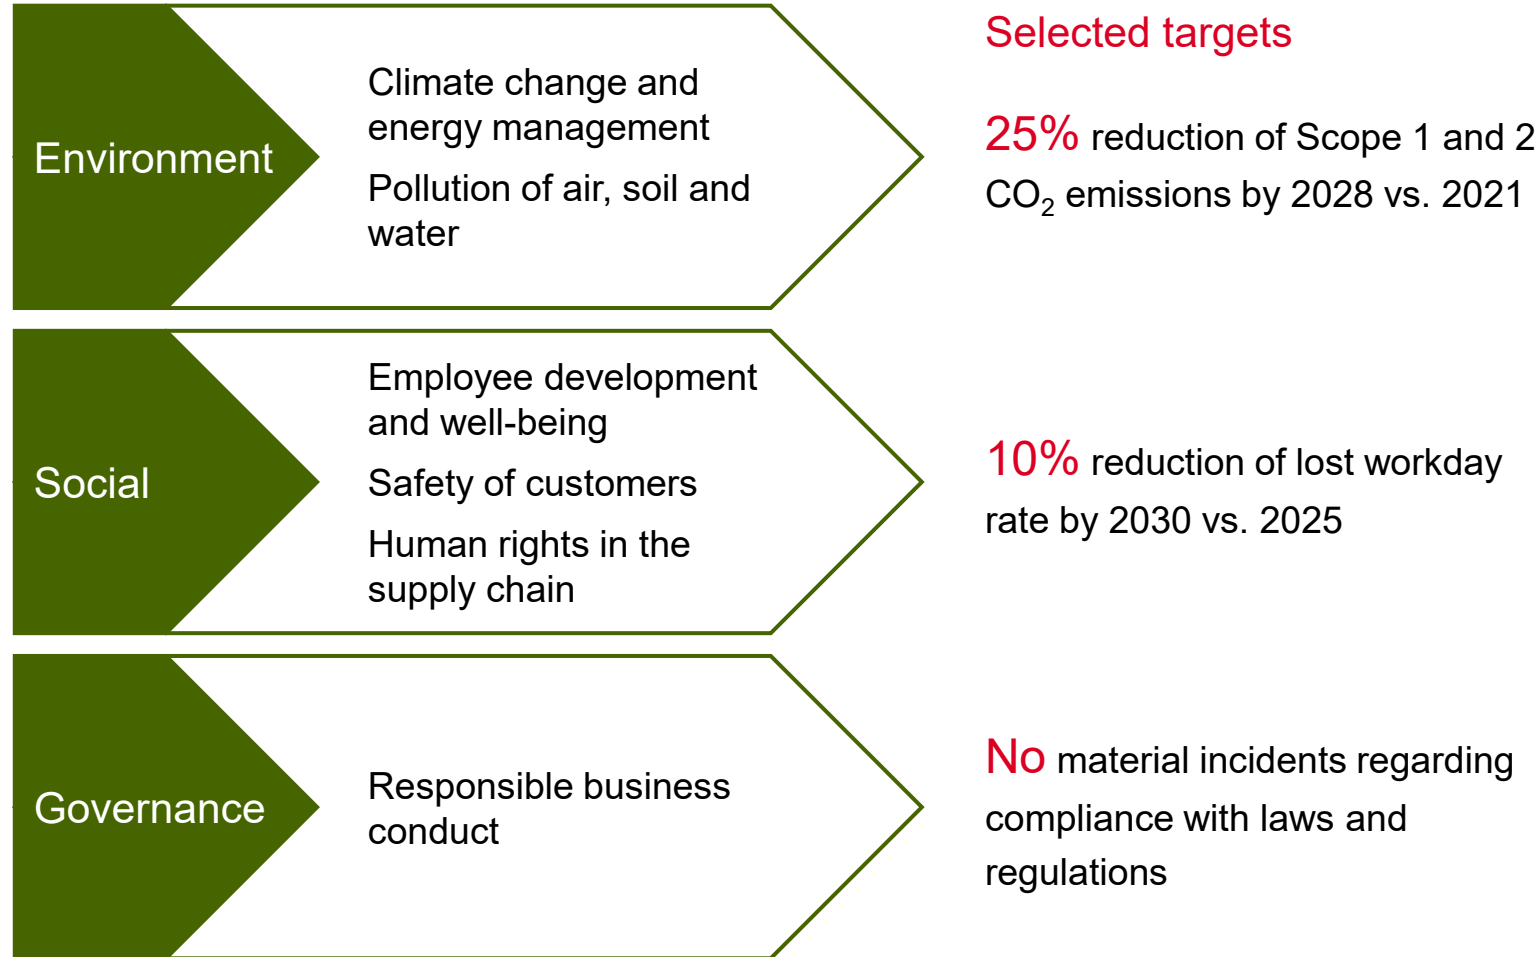 Selected targets
Environment
Climate change and
energy management
Pollution of air, soil and
water
25% reduction of Scope 1 and 2
CO₂ emissions by 2028 vs. 2021
Social
Employee development
and well-being
Safety of customers
Human rights in the
supply chain
10% reduction of lost workday
rate by 2030 vs. 2025
Governance
Responsible business
conduct
No material incidents regarding
compliance with laws and
regulations